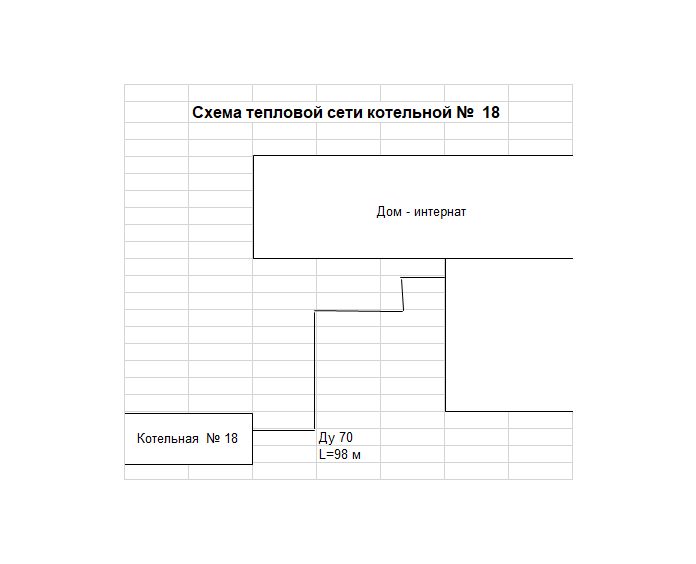 Схема тепловой сети котельной № 18
Дом - интернат
Котельная № 18
Ду 70
L=98 м